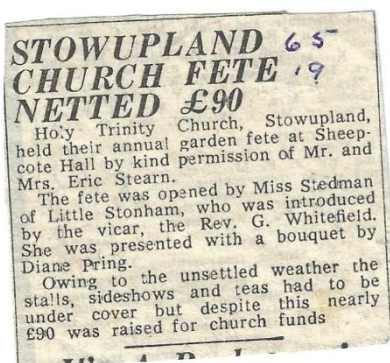 STOWUPLAND 65
CHURCH FETE 19
NETTED £90
Holy Trinity Church, Stowupland,
held their annual garden fete at Sheep-
cote Hall by kind permission of Mr. and
Mrs. Eric Stearn.
The fete was opened by Miss Stedman
of Little Stonham, who was introduced
by the vicar, the Rev. G. Whitefield.
She was presented with a bouquet by
Diane Pring.
Owing to the unsettled weather the
stalls, sideshows and teas had to be
under cover but despite this nearly
£90 was raised for church funds